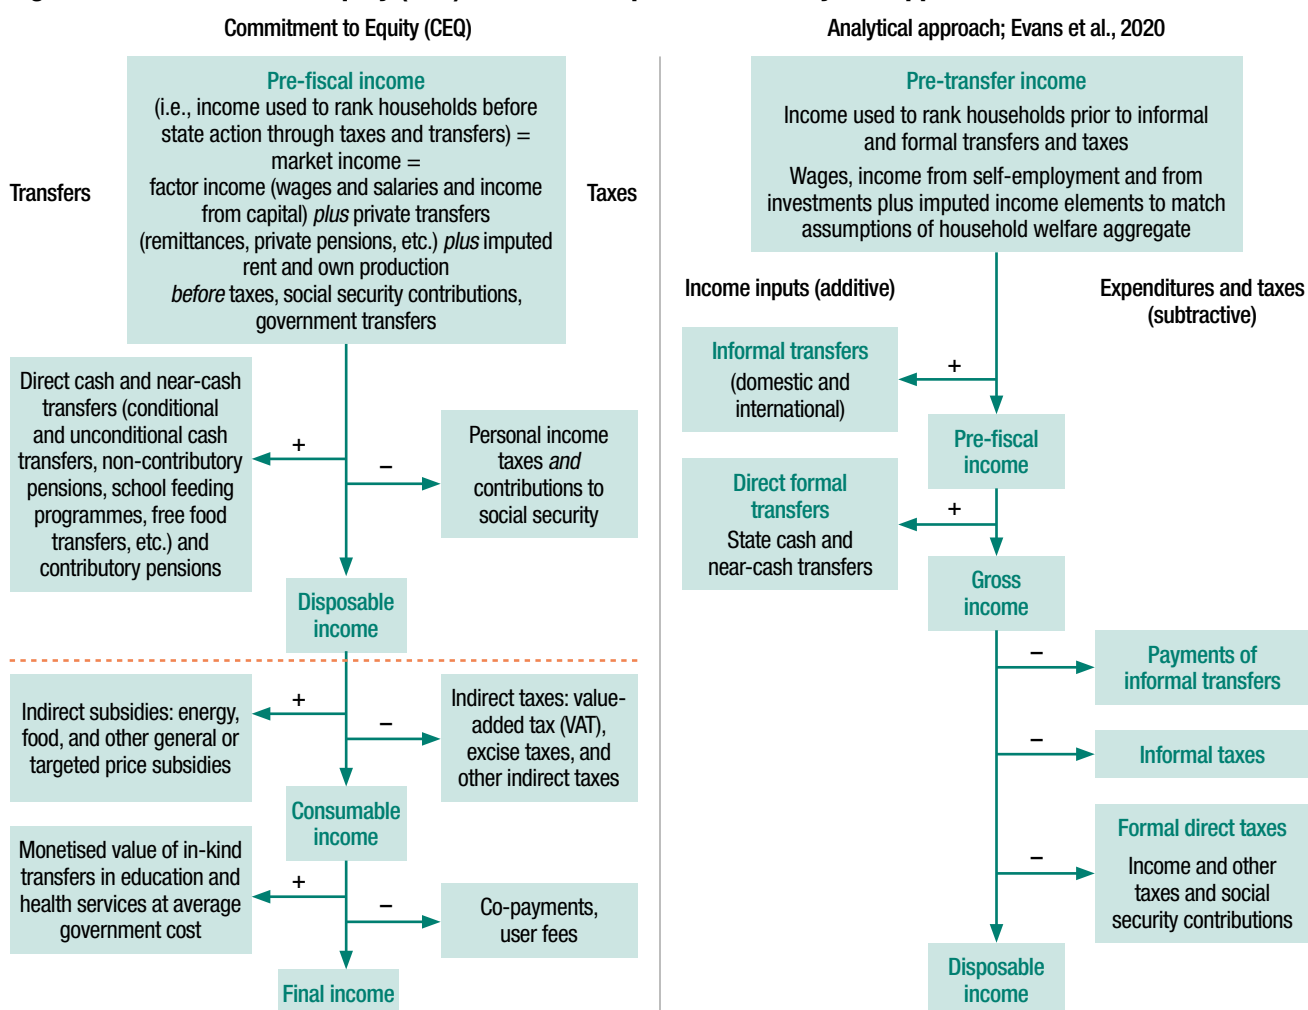 Commitment to Equity (CEQ)
Transfers
Taxes
Pre-fiscal income
(i.e., income used to rank households before
state action through taxes and transfers) =
market income =
factor income (wages and salaries and income
from capital) plus private transfers
(remittances, private pensions, etc.) plus imputed
rent and own production
before taxes, social security contributions,
government transfers
Direct cash and near-cash
transfers (conditional
and unconditional cash
transfers, non-contributory
pensions, school feeding
programmes, free food
transfers, etc.) and
contributory pensions
+
–
Personal income
taxes and
contributions to
social security
Disposable
income
Indirect subsidies: energy,
food, and other general or
targeted price subsidies
+
–
Indirect taxes: value-
added tax (VAT),
excise taxes, and
other indirect taxes
Consumable
income
Monetised value of in-kind
transfers in education and
health services at average
government cost
+
–
Co-payments,
user fees
Final income
Analytical approach; Evans et al., 2020
Pre-transfer income
Income used to rank households prior to informal
and formal transfers and taxes
Wages, income from self-employment and from
investments plus imputed income elements to match
assumptions of household welfare aggregate
Income inputs (additive)
Expenditures and taxes
(subtractive)
Informal transfers
(domestic and
international)
+
Pre-fiscal
income
Direct formal
transfers
State cash and
near-cash transfers
+
Gross
income
–
Payments of
informal transfers
–
Informal taxes
–
Formal direct taxes
Income and other
taxes and social
security contributions
Disposable
income